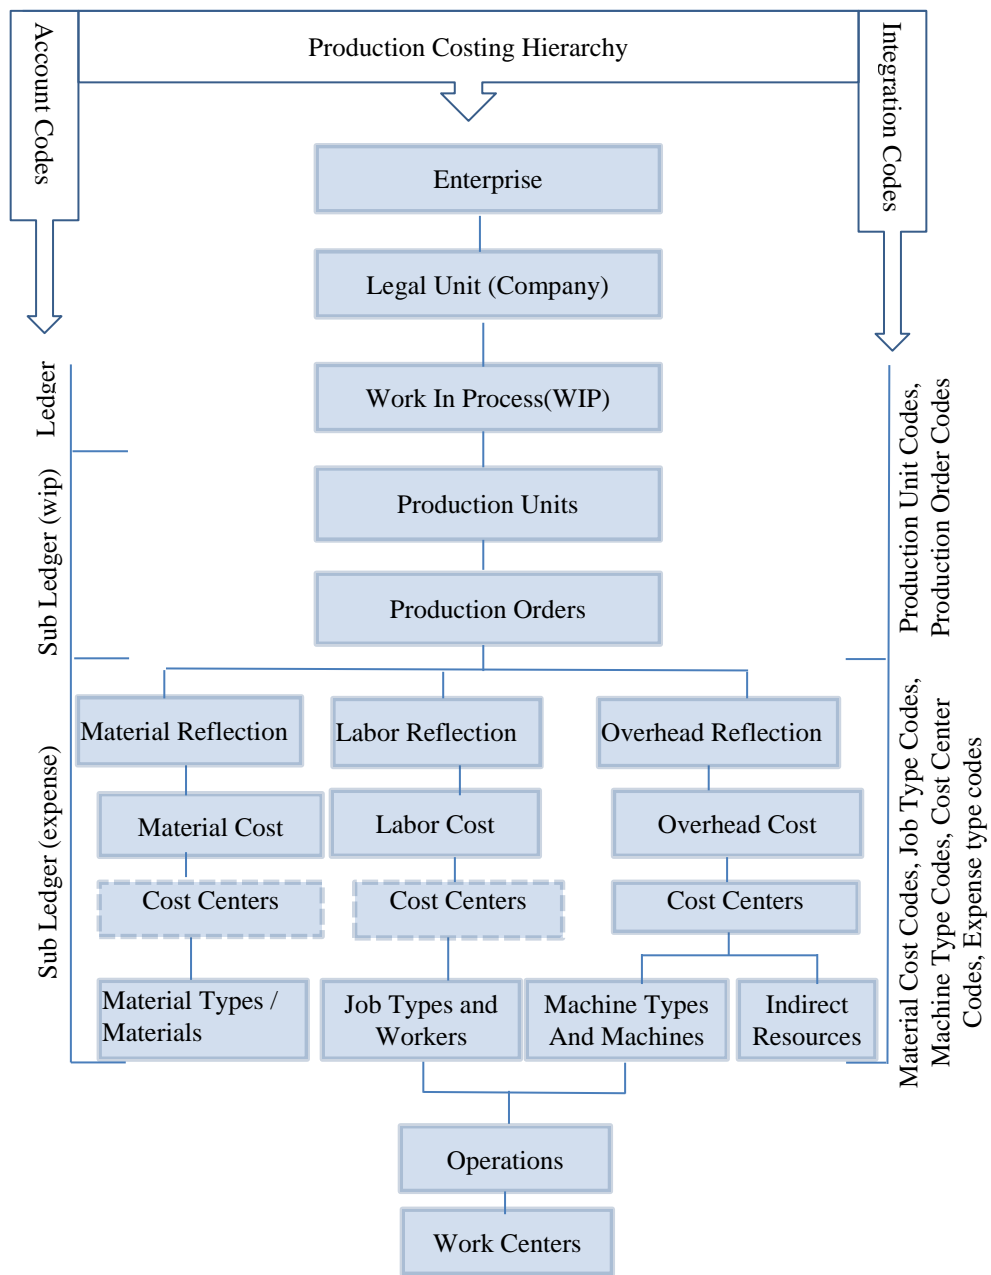 Production Costing Hierarchy
Account Codes
Integration Codes
Enterprise
Legal Unit (Company)
Ledger
Work In Process(WIP)
Production Unit Codes,
Production Order Codes
Sub Ledger (wip)
Production Units
Production Orders
Sub Ledger (expense)
Material Reflection
Labor Reflection
Overhead Reflection
Material Cost Codes, Job Type Codes,
Machine Type Codes, Cost Center
Codes, Expense type codes
Material Cost
Labor Cost
Overhead Cost
Cost Centers
Cost Centers
Cost Centers
Material Types /
Materials
Job Types and
Workers
Machine Types
And Machines
Indirect
Resources
Operations
Work Centers